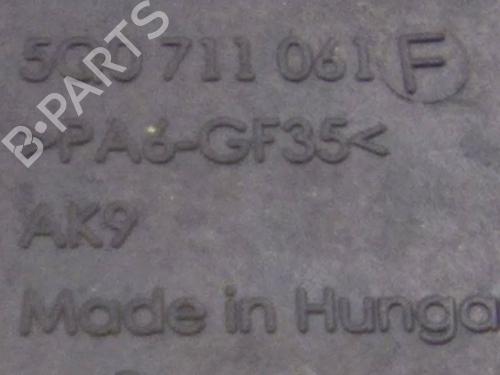 5Q0 711 061 F
>PA6-GF35<
AK9
Made in Hunga
B-PARTS